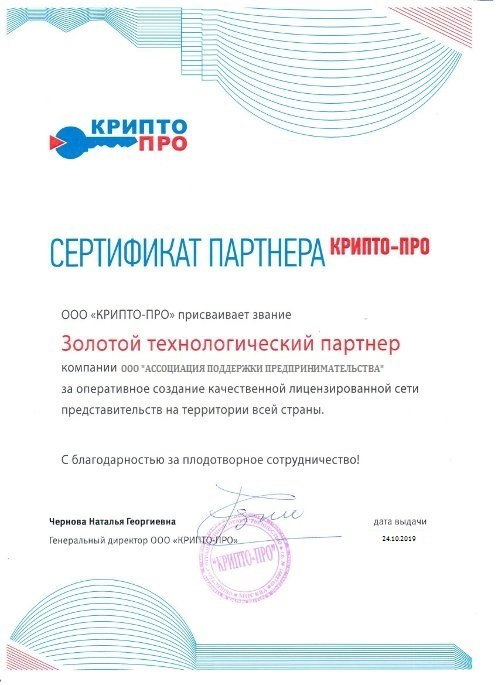 КРИПТО
ПРО
СЕРТИФИКАТ ПАРТНЕРА КРИПТО-ПРО
ООО «КРИПТО-ПРО» присваивает звание
Золотой технологический партнер
компании ООО "АССОЦИАЦИЯ ПОДДЕРЖКИ ПРЕДПРИНИМАТЕЛЬСТВА"
за оперативное создание качественной лицензированной сети
представительств на территории всей страны.
С благодарностью за плодотворное сотрудничество!
Чернова Наталья Георгиевна
дата выдачи
Генеральный директор ООО «КРИПТО-ПРО»
24.10.2019
"КРИПТО-ПРО"